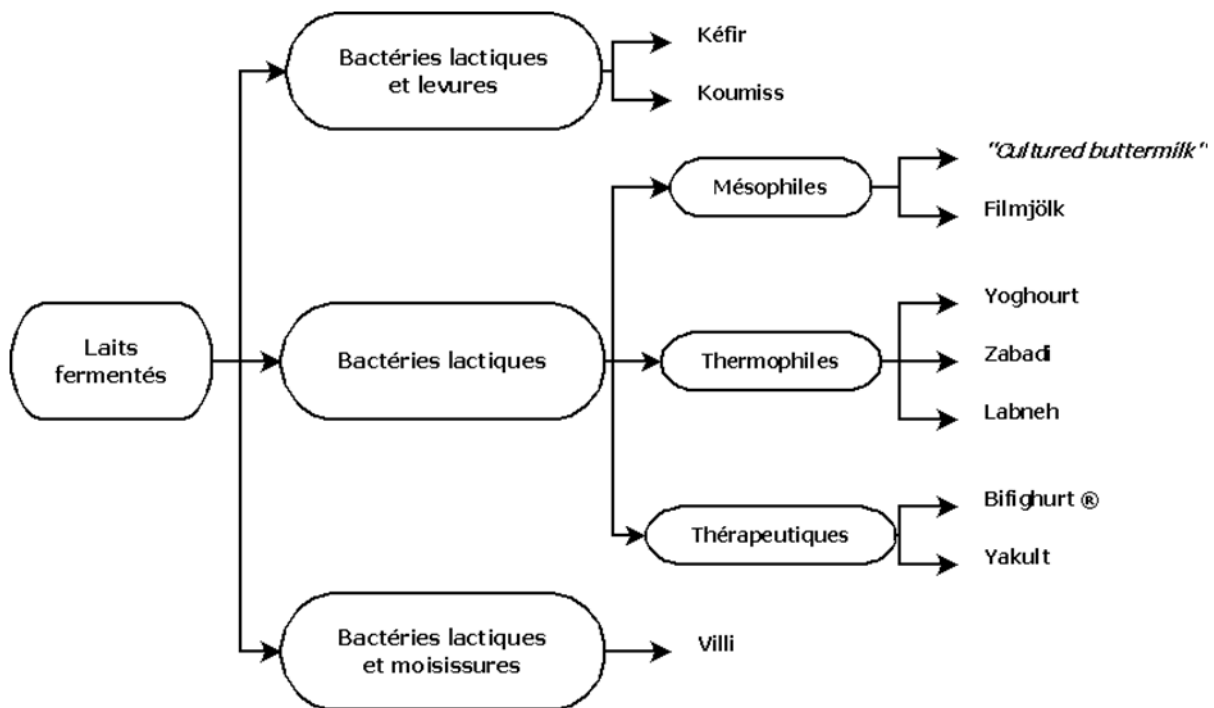 Bactéries lactiques
et levures
Kéfir
Koumiss
Mésophiles
"Cultured buttermilk"
Filmjölk
Laits
fermentés
Bactéries lactiques
Thermophiles
Yoghourt
Zabadi
Labneh
Thérapeutiques
Bifighurt ®
Yakult
Bactéries lactiques
et moisissures
Villi